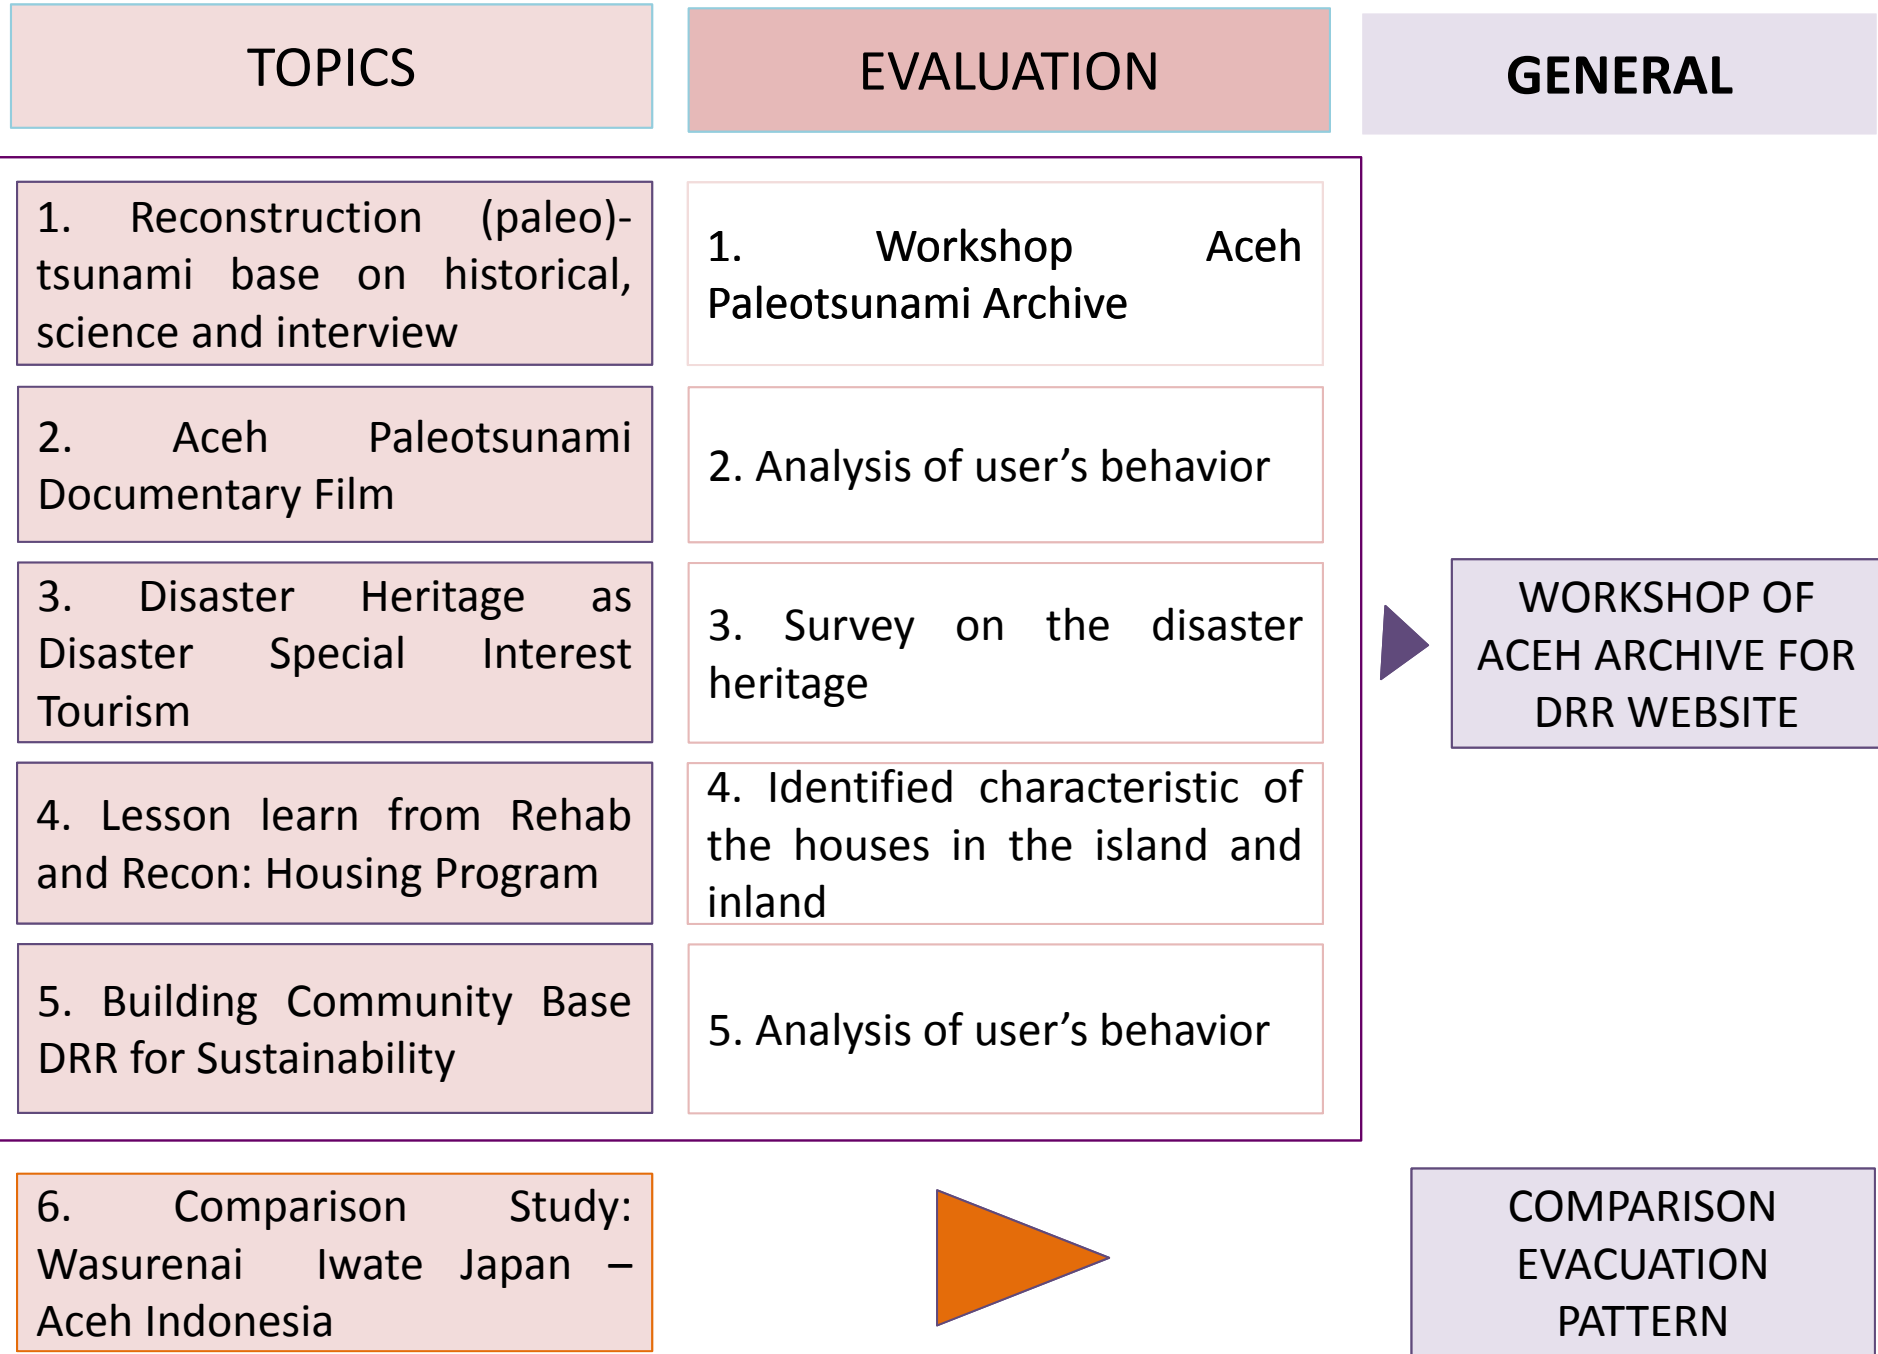 TOPICS
EVALUATION
GENERAL
1. Reconstruction (paleo)-
tsunami base on historical,
science and interview
1. Workshop Aceh
Paleotsunami Archive
2. Aceh Paleotsunami
Documentary Film
2. Analysis of user’s behavior
3. Disaster Heritage as
Disaster Special Interest
Tourism
3. Survey on the disaster
heritage
WORKSHOP OF
ACEH ARCHIVE FOR
DRR WEBSITE
4. Lesson learn from Rehab
and Recon: Housing Program
4. Identified characteristic of
the houses in the island and
inland
5. Building Community Base
DRR for Sustainability
5. Analysis of user’s behavior
6. Comparison Study:
Wasurenai Iwate Japan –
Aceh Indonesia
COMPARISON
EVACUATION
PATTERN